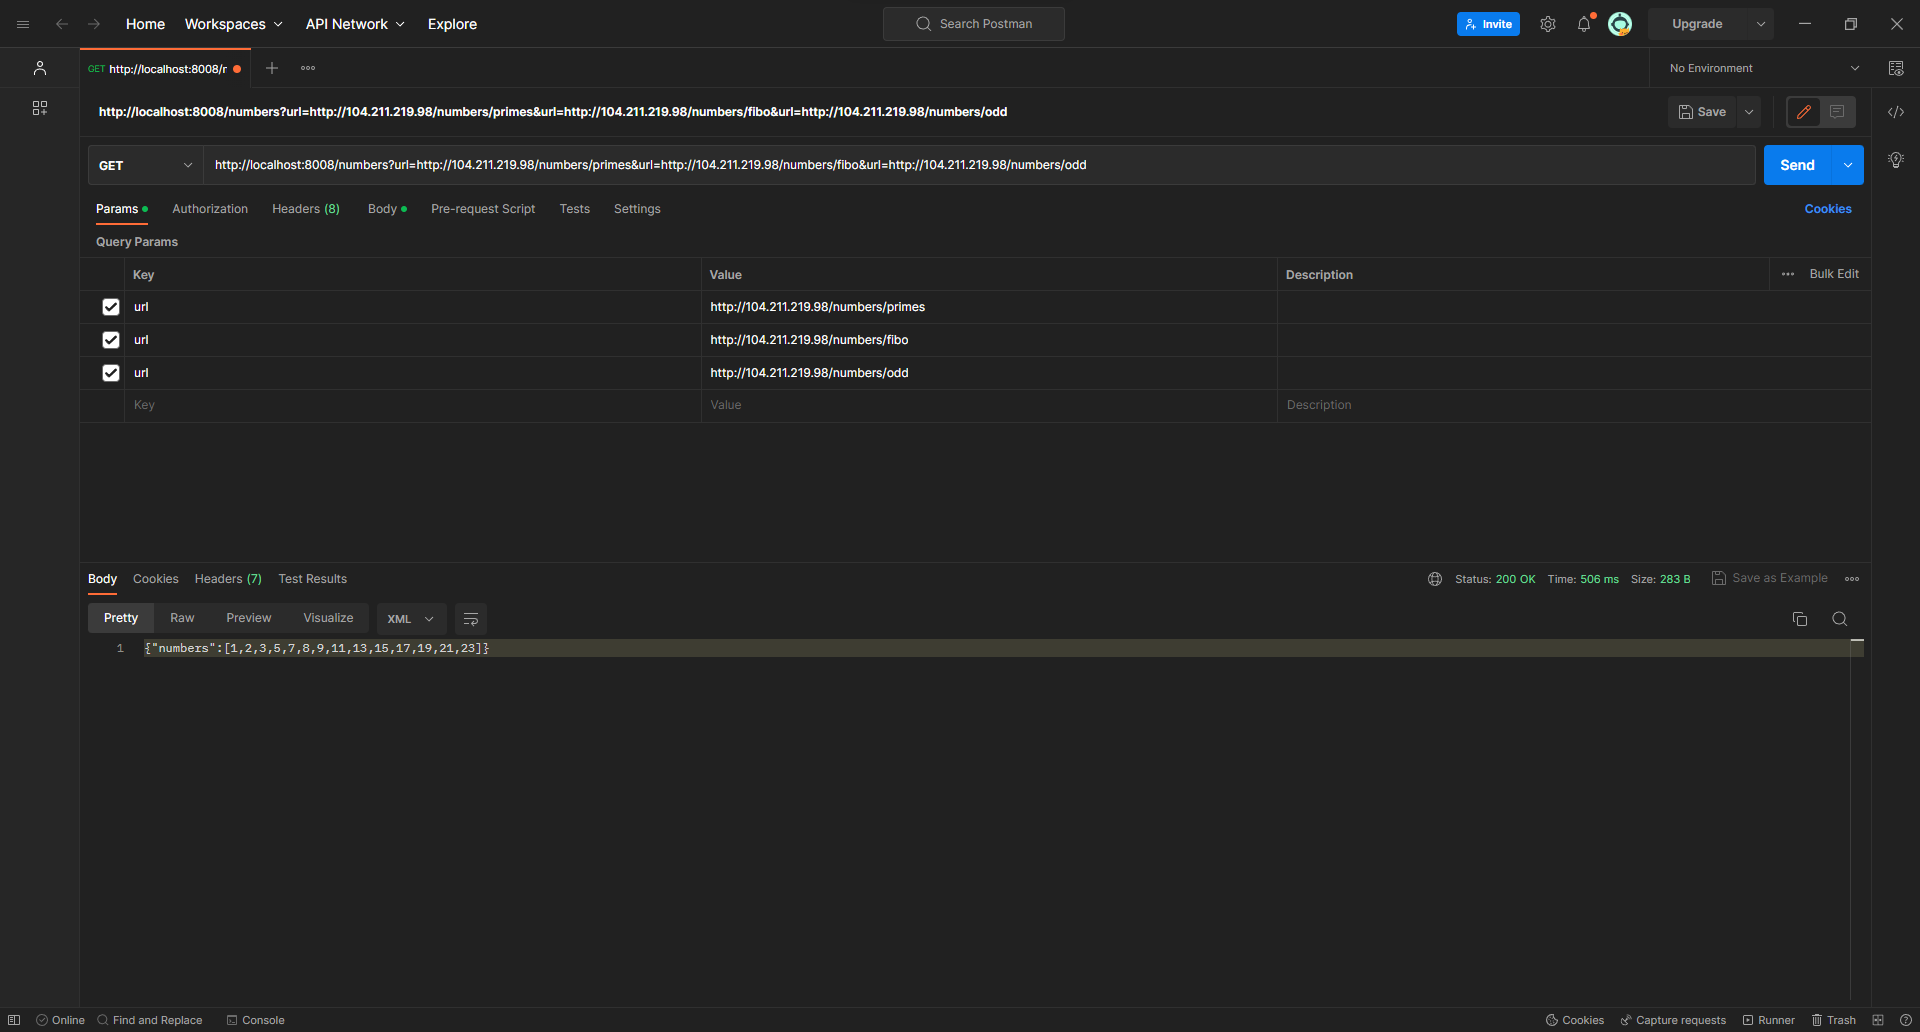 Home Workspaces API Network Explore Search Postman Invite Upgrade
GET http://localhost:8008/r No Environment
http://localhost:8008/numbers?url=http://104.211.219.98/numbers/primes&url=http://104.211.219.98/numbers/fibo&url=http://104.211.219.98/numbers/odd Save
GET http://localhost:8008/numbers?url=http://104.211.219.98/numbers/primes&url=http://104.211.219.98/numbers/fibo&url=http://104.211.219.98/numbers/odd Send
Params Authorization Headers (8) Body Pre-request Script Tests Settings Cookies
Query Params
Key Value Description Bulk Edit
url http://104.211.219.98/numbers/primes
url http://104.211.219.98/numbers/fibo
url http://104.211.219.98/numbers/odd
Key Value Description
Body Cookies Headers (7) Test Results Status: 200 OK Time: 506 ms Size: 283 B Save as Example
Pretty Raw Preview Visualize XML
1 {"numbers":[1,2,3,5,7,8,9,11,13,15,17,19,21,23]}
Online Find and Replace Console Cookies Capture requests Runner Trash